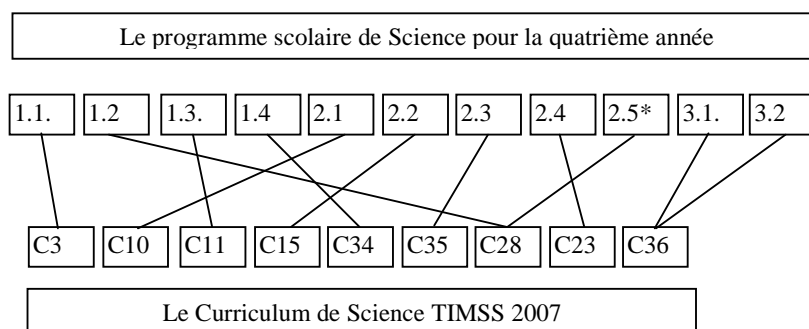 Le programme scolaire de Science pour la quatrième année
1.1. 1.2 1.3. 1.4 2.1 2.2 2.3 2.4 2.5* 3.1. 3.2
C3 C10 C11 C15 C34 C35 C28 C23 C36
Le Curriculum de Science TIMSS 2007